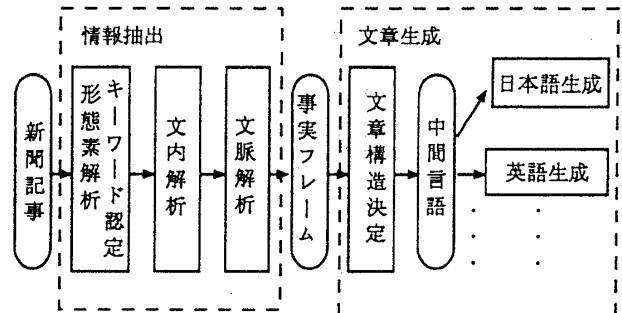 情報抽出
文章生成
新聞記事
キーワード認定
形態素解析
文内解析
文脈解析
事実フレーム
文章構造決定
中間言語
日本語生成
英語生成